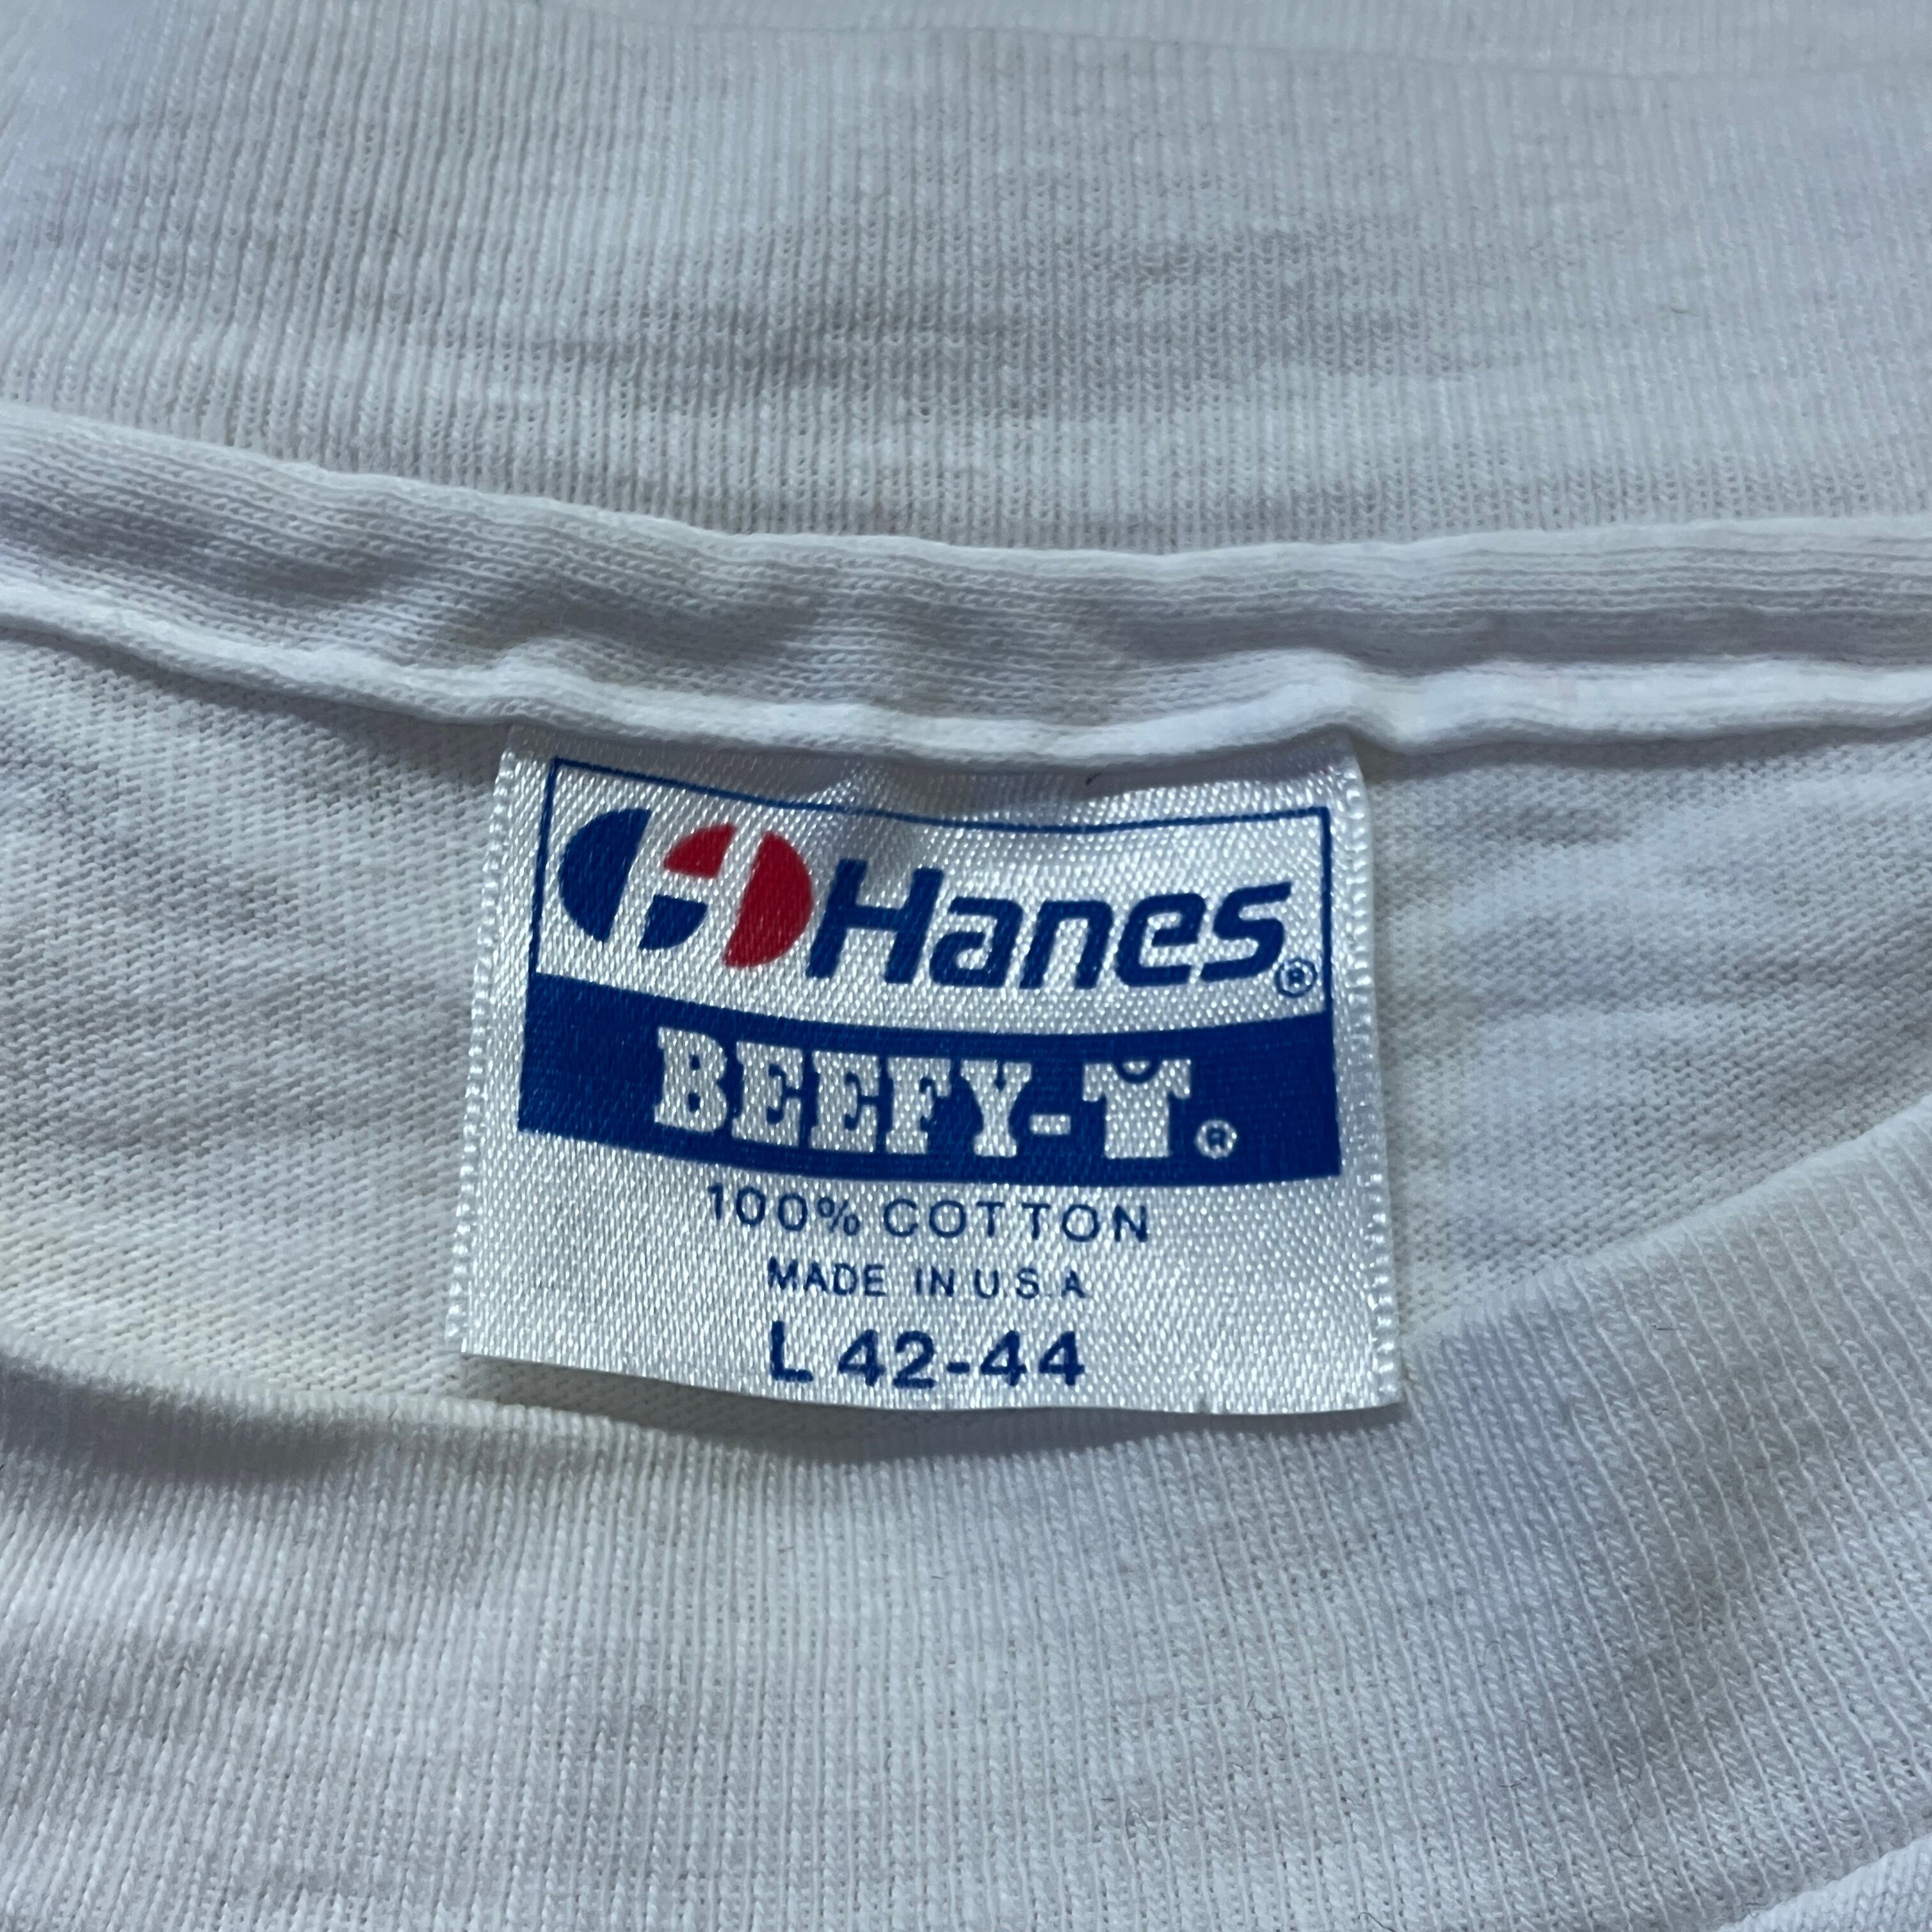 Hanes®
BEEFY-T®
100% COTTON
MADE IN U.S.A
L 42-44